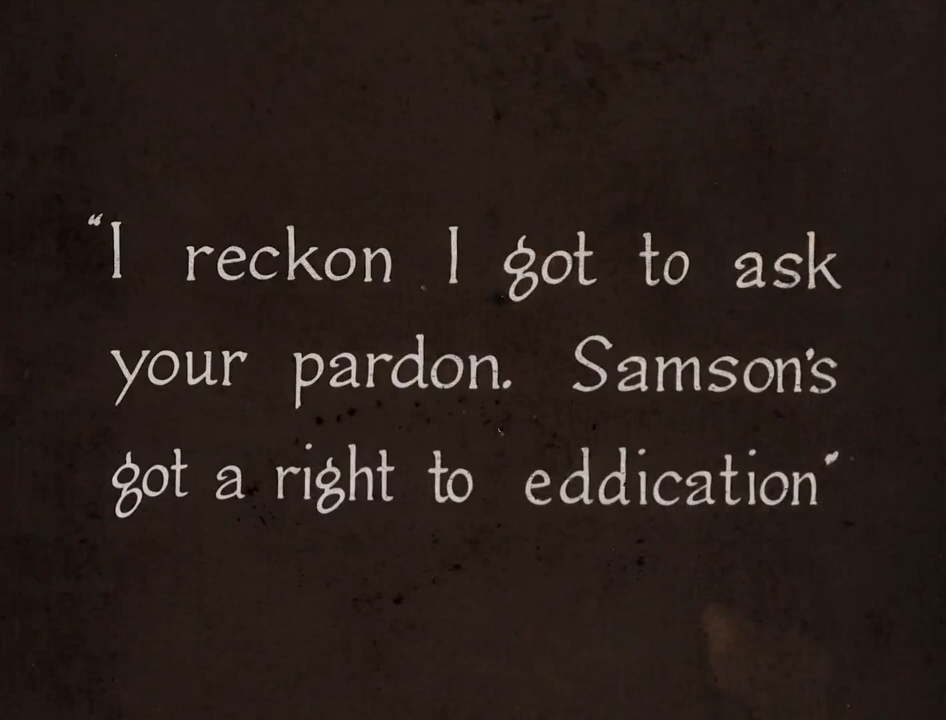 “I reckon I got to ask
your pardon. Samson's
got a right to eddication”